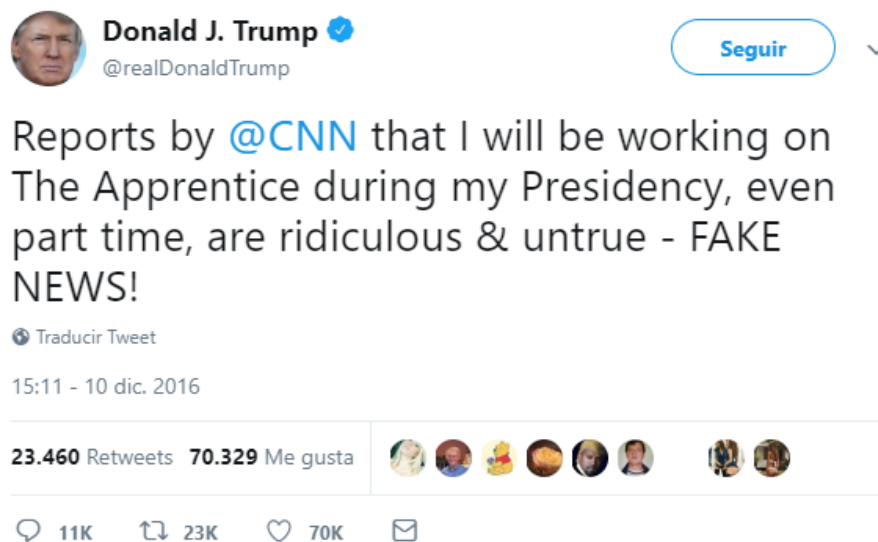 Donald J. Trump
@realDonaldTrump
Seguir
Reports by @CNN that I will be working on
The Apprentice during my Presidency, even
part time, are ridiculous & untrue - FAKE
NEWS!
Traducir Tweet
15:11 - 10 dic. 2016
23.460 Retweets 70.329 Me gusta
11K 23K 70K